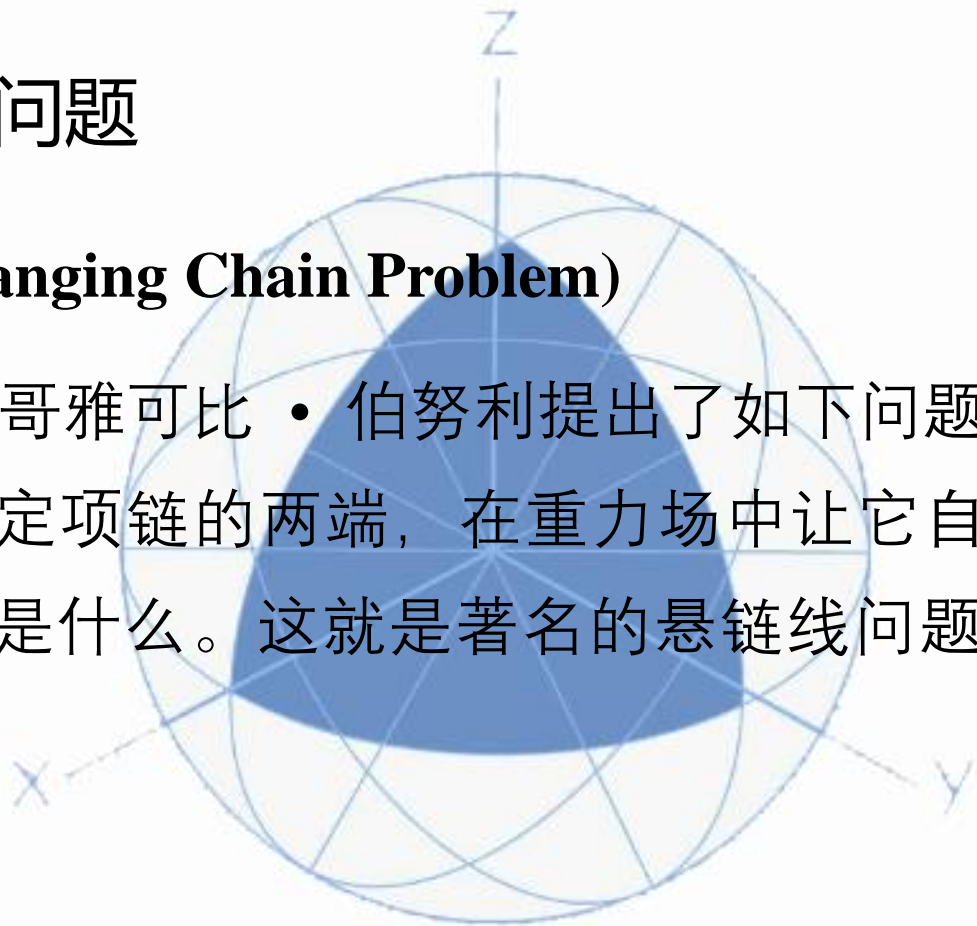 Z
问题
anging Chain Problem)
哥雅可比 • 伯努利提出了如下问题
定项链的两端，在重力场中让它自
是什么。这就是著名的悬链线问题
X
Y